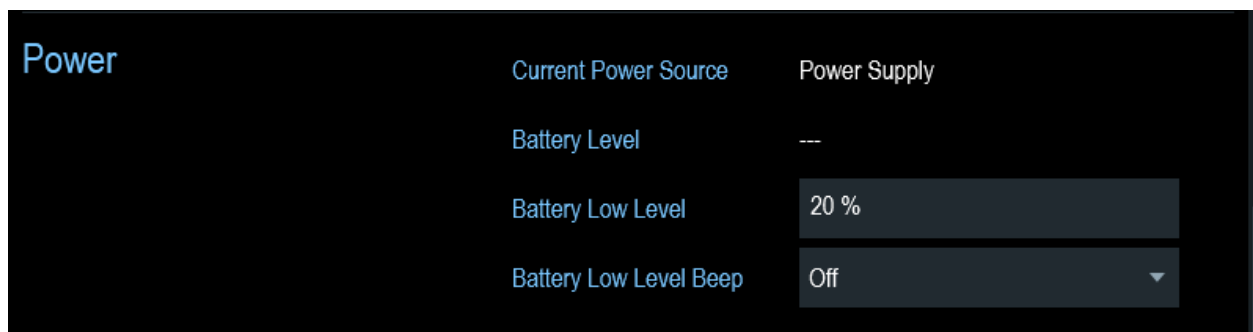 Power
Current Power Source Power Supply
Battery Level ---
Battery Low Level 20 %
Battery Low Level Beep Off